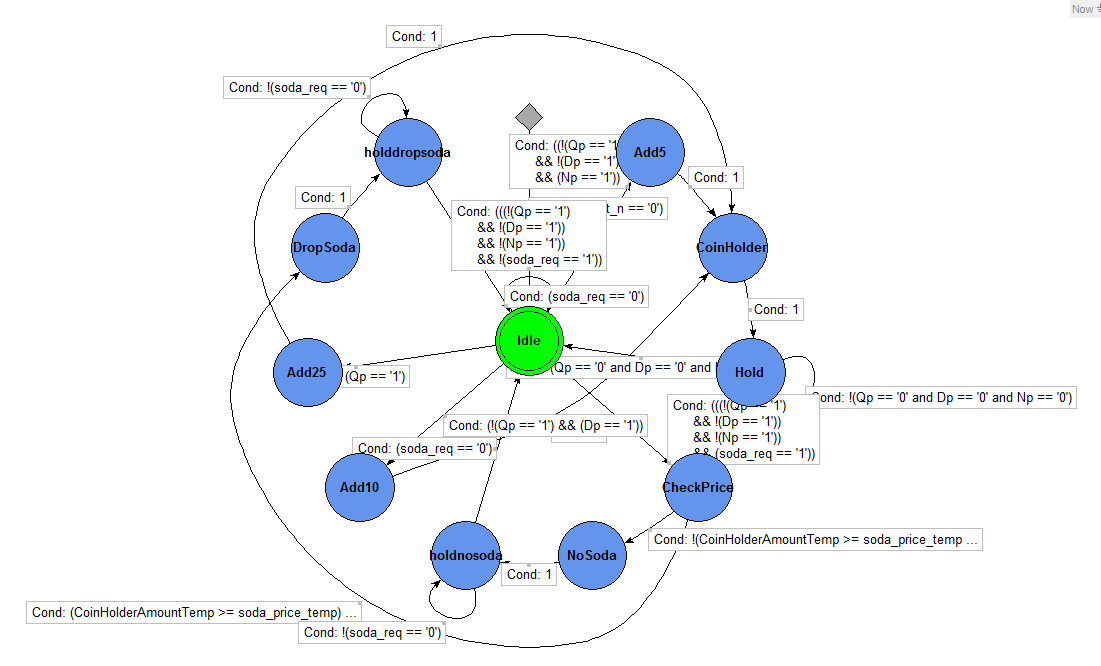 Now
Cond: 1
Cond: !(soda_req == '0')
holddropsoda
Cond: ((!(Qp == '1
&& !(Dp == '1'
&& (Np == '1'))
Add5
Cond: 1
Cond: 1
t_n == '0')
Cond: (((!(Qp == '1')
&& !(Dp == '1'))
&& !(Np == '1'))
&& !(soda_req == '1'))
DropSoda
CoinHolder
Cond: (soda_req == '0')
Cond: 1
Idle
Add25
(Qp == '1')
(Qp == '0' and Dp == '0' and
Hold
Cond: !(Qp == '0' and Dp == '0' and Np == '0')
Cond: (((!(Qp == '1')
&& !(Dp == '1'))
&& !(Np == '1'))
&& (soda_req == '1'))
Cond: (!(Qp == '1') && (Dp == '1'))
Cond: (soda_req == '0')
Add10
CheckPrice
Cond: !(CoinHolderAmountTemp >= soda_price_temp ...
holdnosoda
NoSoda
Cond: 1
Cond: (CoinHolderAmountTemp >= soda_price_temp) ...
Cond: !(soda_req == '0')